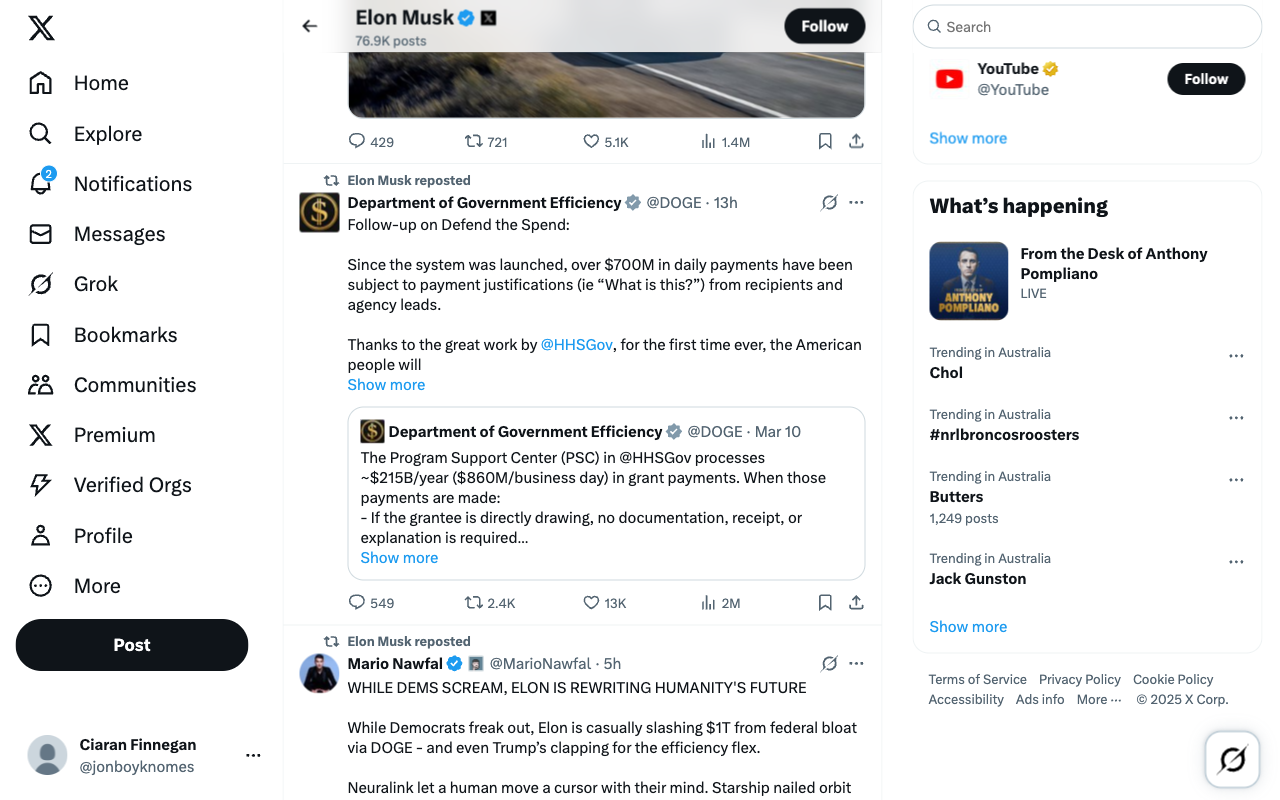 Home
Explore
2
Notifications
Messages
Grok
Bookmarks
Communities
Premium
Verified Orgs
Profile
More
Post
Ciaran Finnegan
@jonboyknomes
Elon Musk
76.9K posts
Follow
429 721 5.1K 1.4M
Elon Musk reposted
Department of Government Efficiency @DOGE · 13h
Follow-up on Defend the Spend:
Since the system was launched, over $700M in daily payments have been
subject to payment justifications (ie “What is this?”) from recipients and
agency leads.
Thanks to the great work by @HHSGov, for the first time ever, the American
people will
Show more
Department of Government Efficiency @DOGE · Mar 10
The Program Support Center (PSC) in @HHSGov processes
~$215B/year ($860M/business day) in grant payments. When those
payments are made:
- If the grantee is directly drawing, no documentation, receipt, or
explanation is required…
Show more
549 2.4K 13K 2M
Elon Musk reposted
Mario Nawfal @MarioNawfal · 5h
WHILE DEMS SCREAM, ELON IS REWRITING HUMANITY'S FUTURE
While Democrats freak out, Elon is casually slashing $1T from federal bloat
via DOGE - and even Trump’s clapping for the efficiency flex.
Neuralink let a human move a cursor with their mind. Starship nailed orbit
Search
YouTube
@YouTube
Follow
Show more
What’s happening
ANTHONY
POMPLIANO
From the Desk of Anthony
Pompliano
LIVE
Trending in Australia
Chol
Trending in Australia
#nrlbroncosroosters
Trending in Australia
Butters
1,249 posts
Trending in Australia
Jack Gunston
Show more
Terms of Service Privacy Policy Cookie Policy
Accessibility Ads info More ··· © 2025 X Corp.